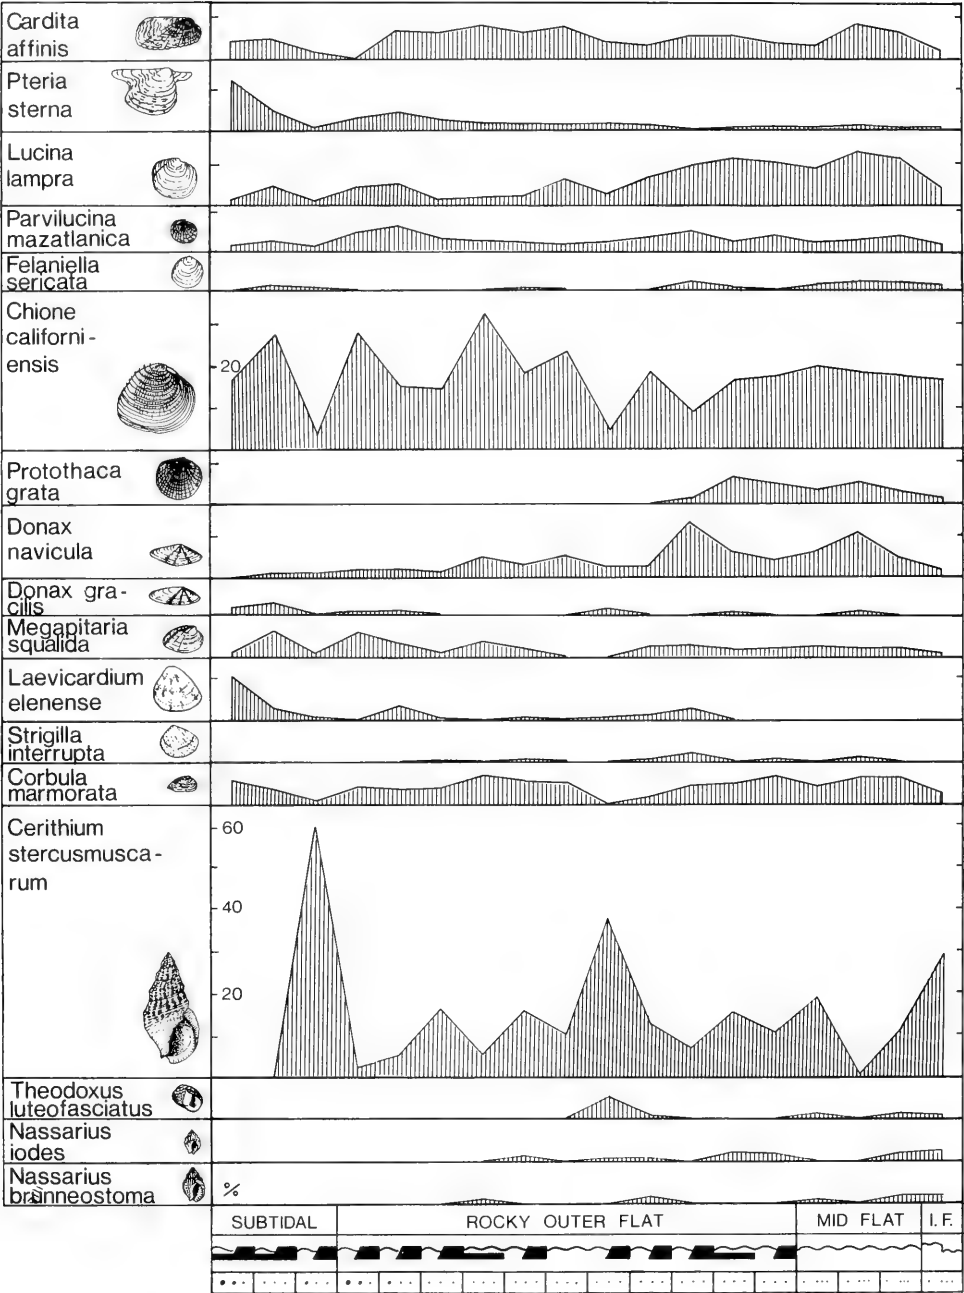 Cardita
affinis
Pteria
sterna
Lucina
lampra
Parvilucina
mazatlanica
Felaniella
sericata
Chione
californi-
ensis
20
Protothaca
grata
Donax
navicula
Donax gra-
cilis
Megapitaria
squalida
Laevicardium
elenense
Strigilla
interrupta
Corbula
marmorata
Cerithium
stercusmusca-
rum
60
40
20
Theodoxus
luteofasciatus
Nassarius
iodes
Nassarius
brunneostoma
%
SUBTIDAL
ROCKY OUTER FLAT
MID FLAT
I. F.